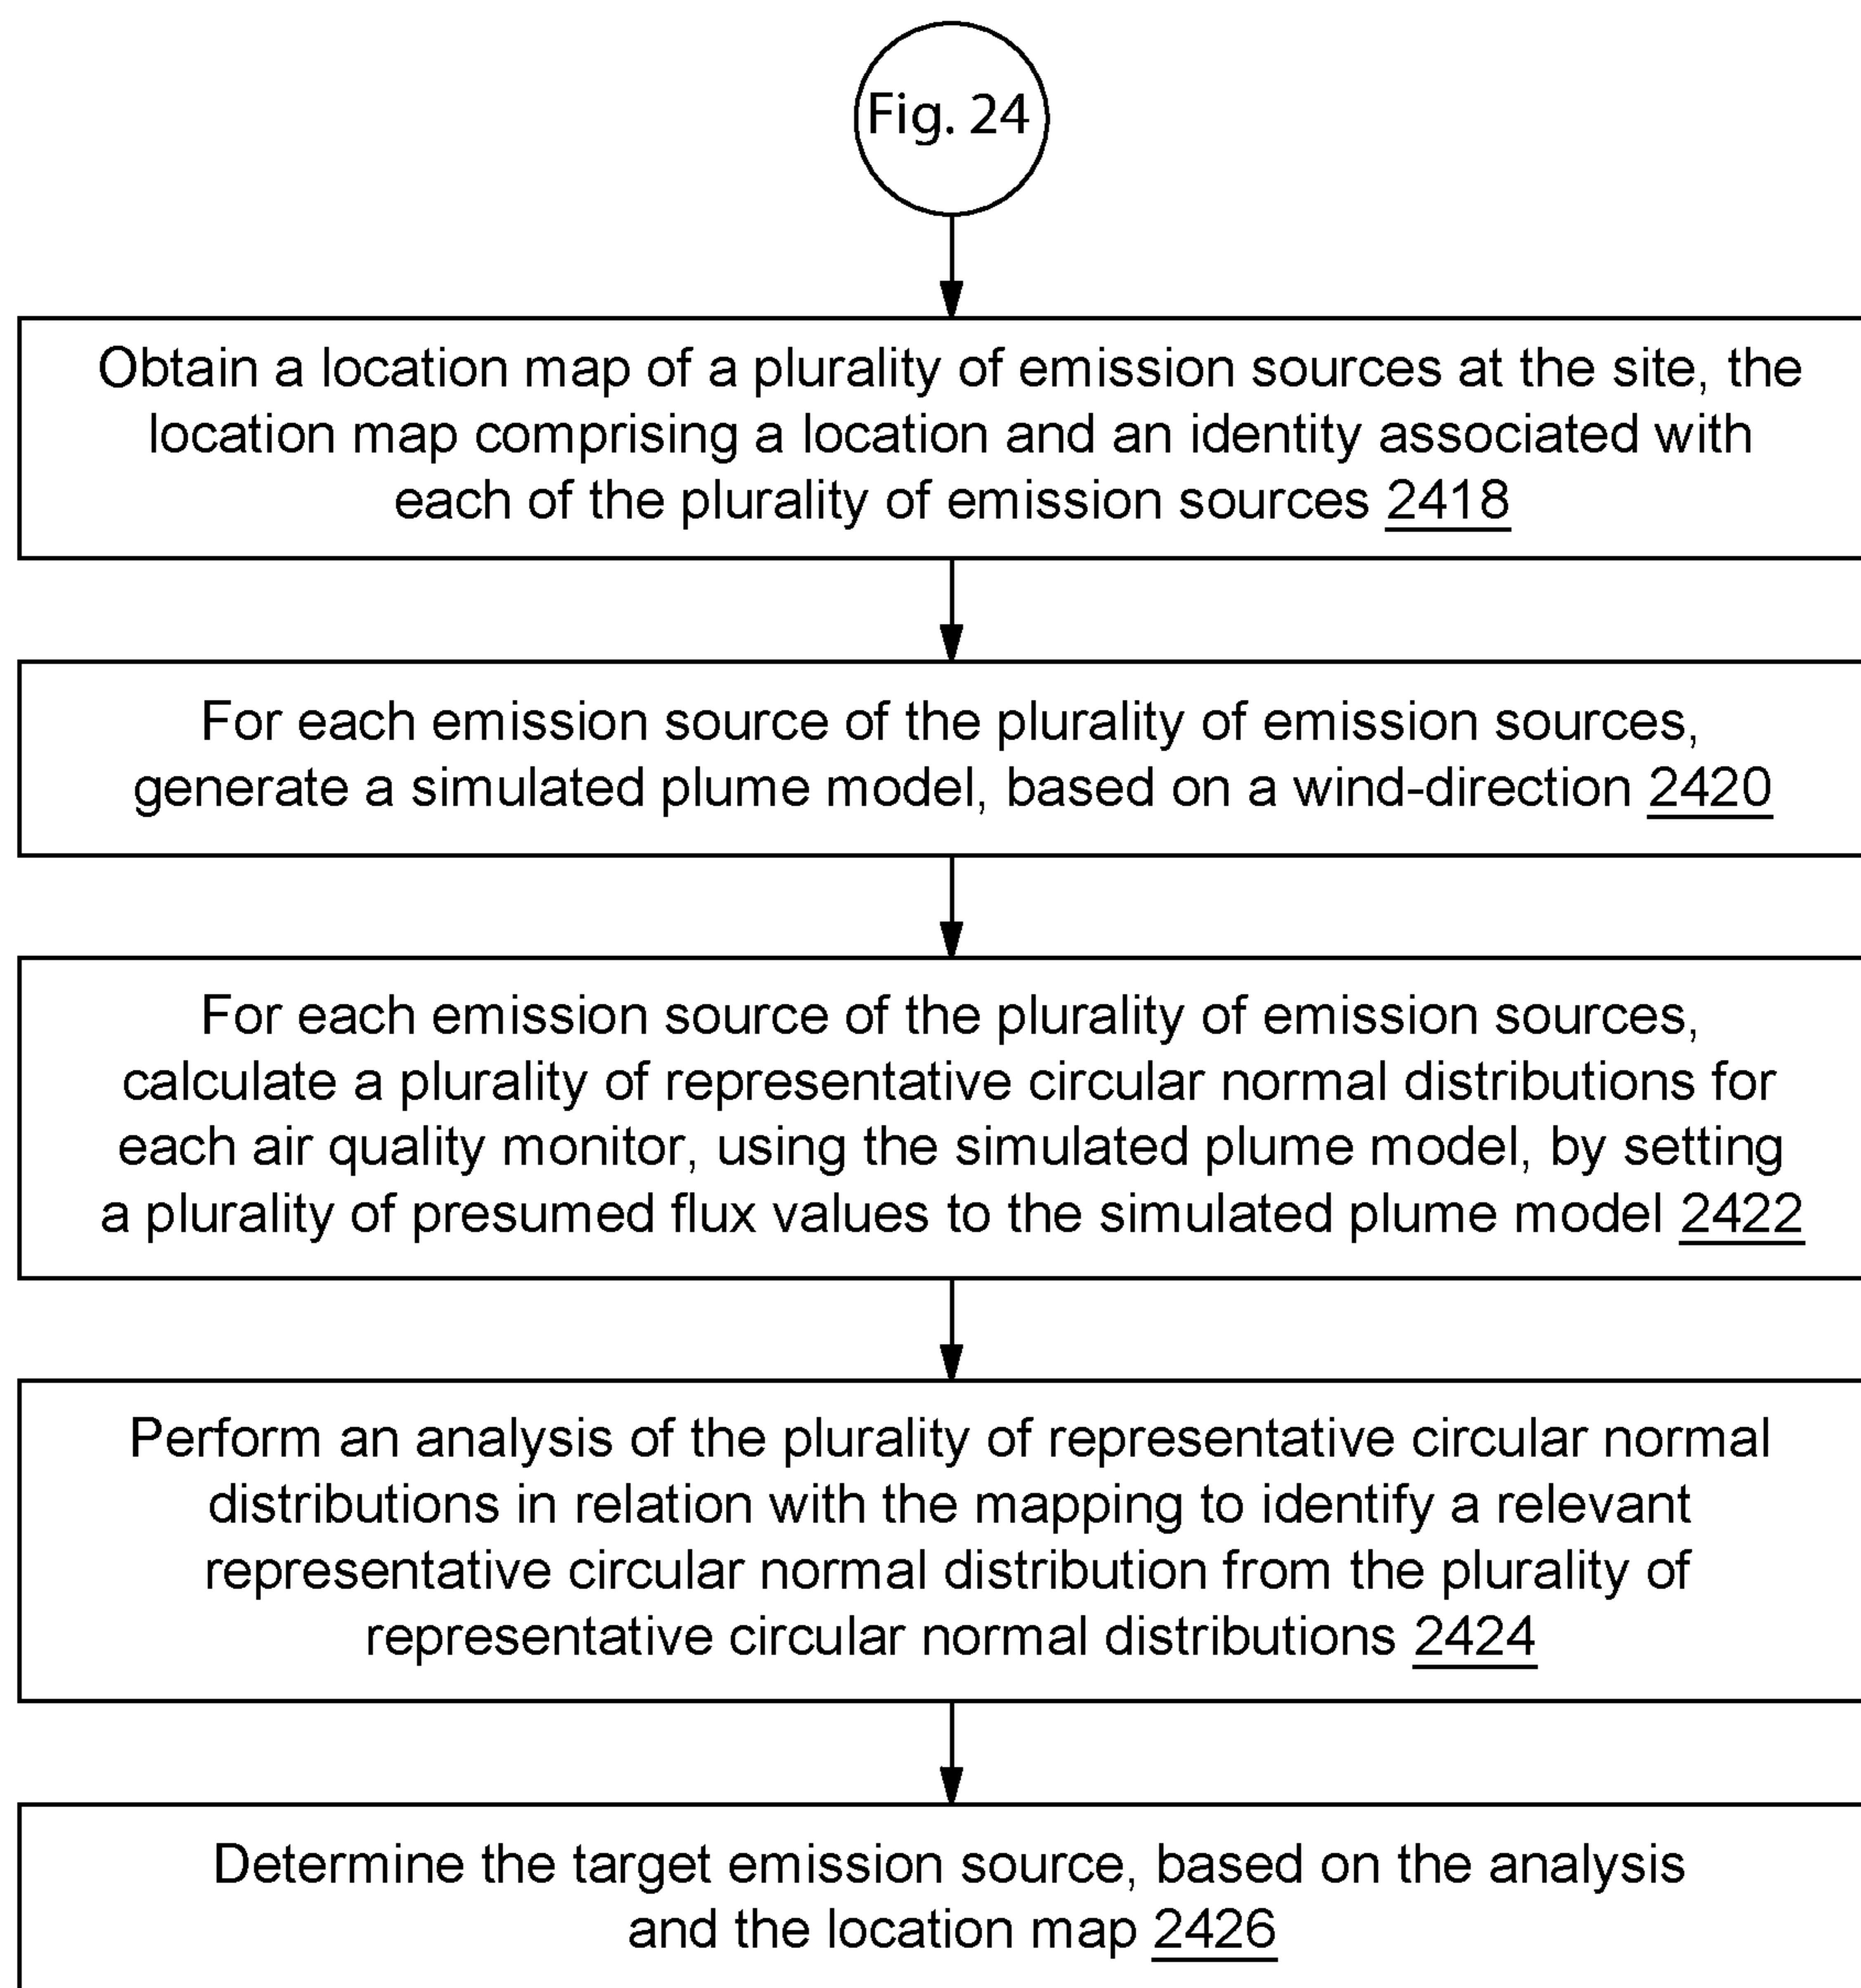 Fig. 24
Obtain a location map of a plurality of emission sources at the site, the
location map comprising a location and an identity associated with
each of the plurality of emission sources 2418
For each emission source of the plurality of emission sources,
generate a simulated plume model, based on a wind-direction 2420
For each emission source of the plurality of emission sources,
calculate a plurality of representative circular normal distributions for
each air quality monitor, using the simulated plume model, by setting
a plurality of presumed flux values to the simulated plume model 2422
Perform an analysis of the plurality of representative circular normal
distributions in relation with the mapping to identify a relevant
representative circular normal distribution from the plurality of
representative circular normal distributions 2424
Determine the target emission source, based on the analysis
and the location map 2426